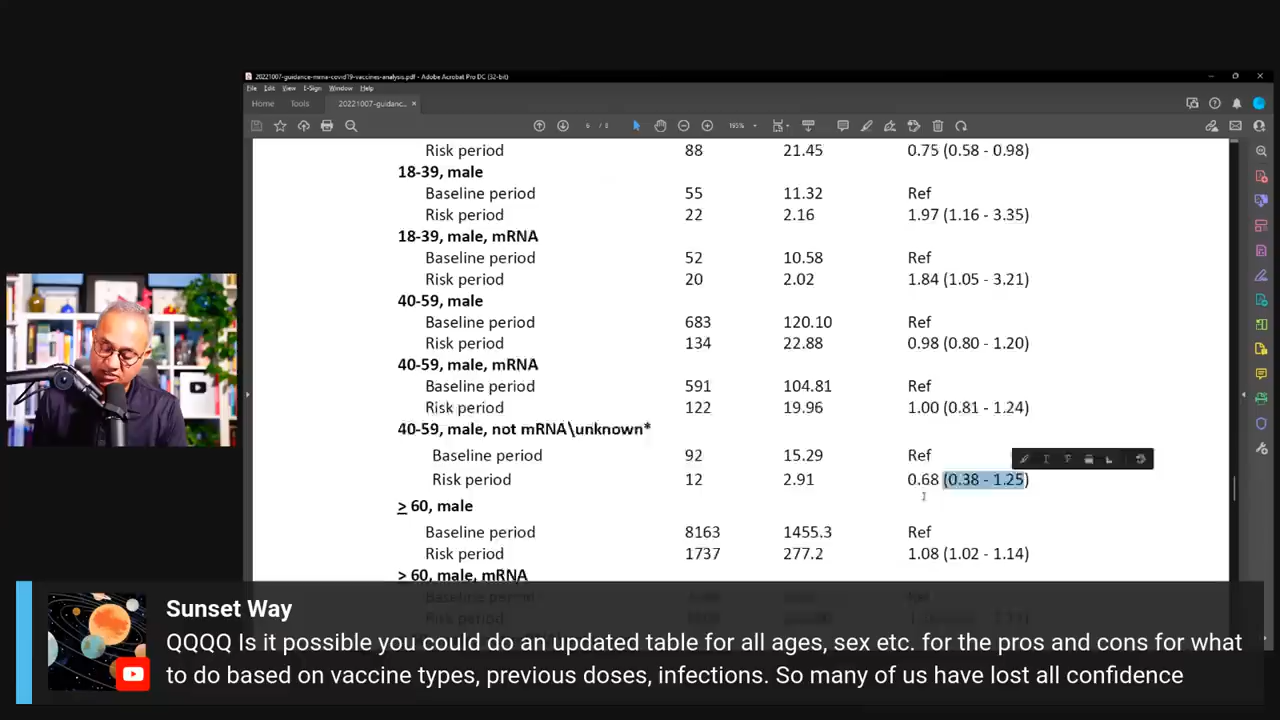 20221007-guidance-mrna-covid19-vaccines-analysis.pdf - Adobe Acrobat Pro DC (32-bit)
File Edit View E-Sign Window Help
Home Tools 20221007-guidanc... ×
6 / 8 195%
Risk period 88 21.45 0.75 (0.58 - 0.98)
18-39, male
Baseline period 55 11.32 Ref
Risk period 22 2.16 1.97 (1.16 - 3.35)
18-39, male, mRNA
Baseline period 52 10.58 Ref
Risk period 20 2.02 1.84 (1.05 - 3.21)
40-59, male
Baseline period 683 120.10 Ref
Risk period 134 22.88 0.98 (0.80 - 1.20)
40-59, male, mRNA
Baseline period 591 104.81 Ref
Risk period 122 19.96 1.00 (0.81 - 1.24)
40-59, male, not mRNA\unknown*
Baseline period 92 15.29 Ref
Risk period 12 2.91 0.68 (0.38 - 1.25)
> 60, male
Baseline period 8163 1455.3 Ref
Risk period 1737 277.2 1.08 (1.02 - 1.14)
> 60, male, mRNA
Sunset Way
QQQQ Is it possible you could do an updated table for all ages, sex etc. for the pros and cons for what
to do based on vaccine types, previous doses, infections. So many of us have lost all confidence